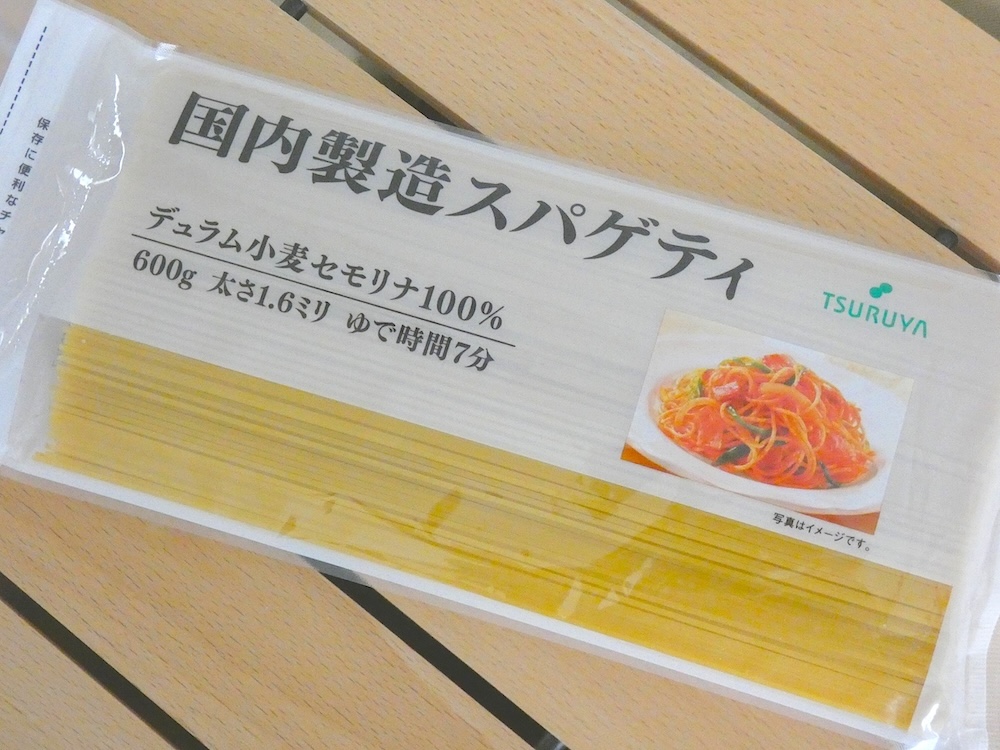 保存に便利なチャ
国内製造スパゲティ
デュラム小麦セモリナ100%
600g 太さ1.6ミリ ゆで時間7分
TSURUYA
写真はイメージです。